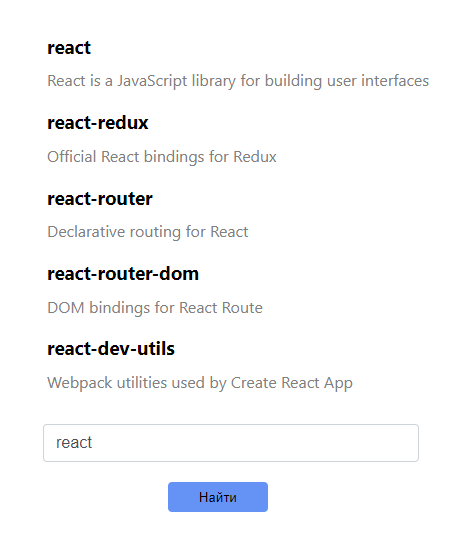 react
React is a JavaScript library for building user interfaces
react-redux
Official React bindings for Redux
react-router
Declarative routing for React
react-router-dom
DOM bindings for React Route
react-dev-utils
Webpack utilities used by Create React App
react
Найти